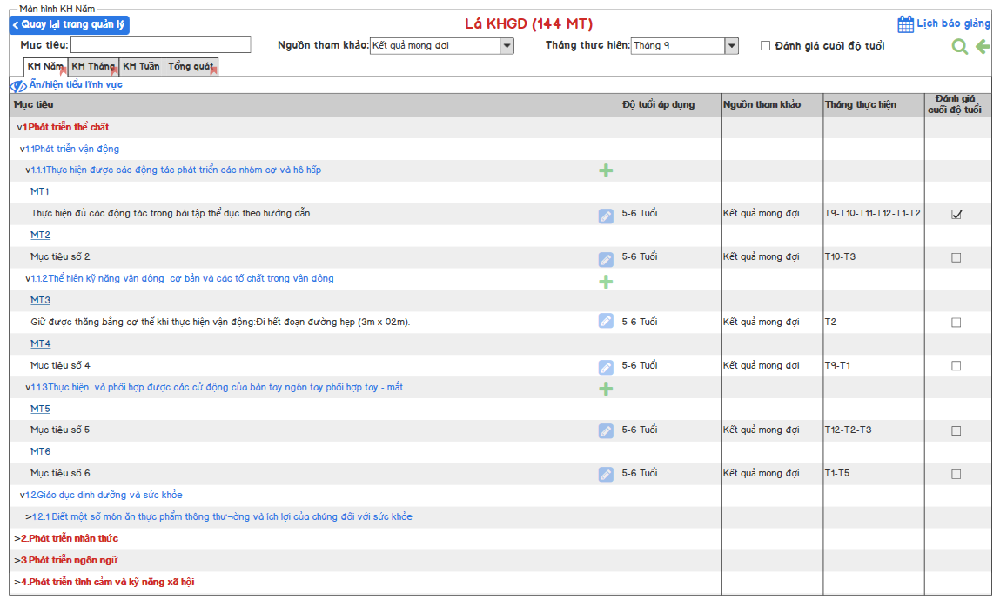 Màn hình KH Năm
Quay lại trang quản lý
Lá KHGD (144 MT)
Lịch báo giảng
Mục tiêu:
Nguồn tham khảo: Kết quả mong đợi
Tháng thực hiện: Tháng 9
Đánh giá cuối độ tuổi
KH Năm KH Tháng KH Tuần Tổng quát
Ẩn/hiện tiểu lĩnh vực
Mục tiêu Độ tuổi áp dụng Nguồn tham khảo Tháng thực hiện Đánh giá cuối độ tuổi
v1.Phát triển thể chất
v1.1Phát triển vận động
v1.1.1Thực hiện được các động tác phát triển các nhóm cơ và hô hấp
MT1
Thực hiện đủ các động tác trong bài tập thể dục theo hướng dẫn. 5-6 Tuổi Kết quả mong đợi T9-T10-T11-T12-T1-T2
MT2
Mục tiêu số 2 5-6 Tuổi Kết quả mong đợi T10-T3
v1.1.2Thể hiện kỹ năng vận động cơ bản và các tố chất trong vận động
MT3
Giữ được thăng bằng cơ thể khi thực hiện vận động:Đi hết đoạn đường hẹp (3m x 02m). 5-6 Tuổi Kết quả mong đợi T2
MT4
Mục tiêu số 4 5-6 Tuổi Kết quả mong đợi T9-T1
v1.1.3Thực hiện và phối hợp được các cử động của bàn tay ngón tay phối hợp tay - mắt
MT5
Mục tiêu số 5 5-6 Tuổi Kết quả mong đợi T12-T2-T3
MT6
Mục tiêu số 6 5-6 Tuổi Kết quả mong đợi T1-T5
v1.2Giáo dục dinh dưỡng và sức khỏe
>1.2.1 Biết một số món ăn thực phẩm thông thư¬ờng và ích lợi của chúng đối với sức khỏe
>2.Phát triển nhận thức
>3.Phát triển ngôn ngữ
>4.Phát triển tình cảm và kỹ năng xã hội